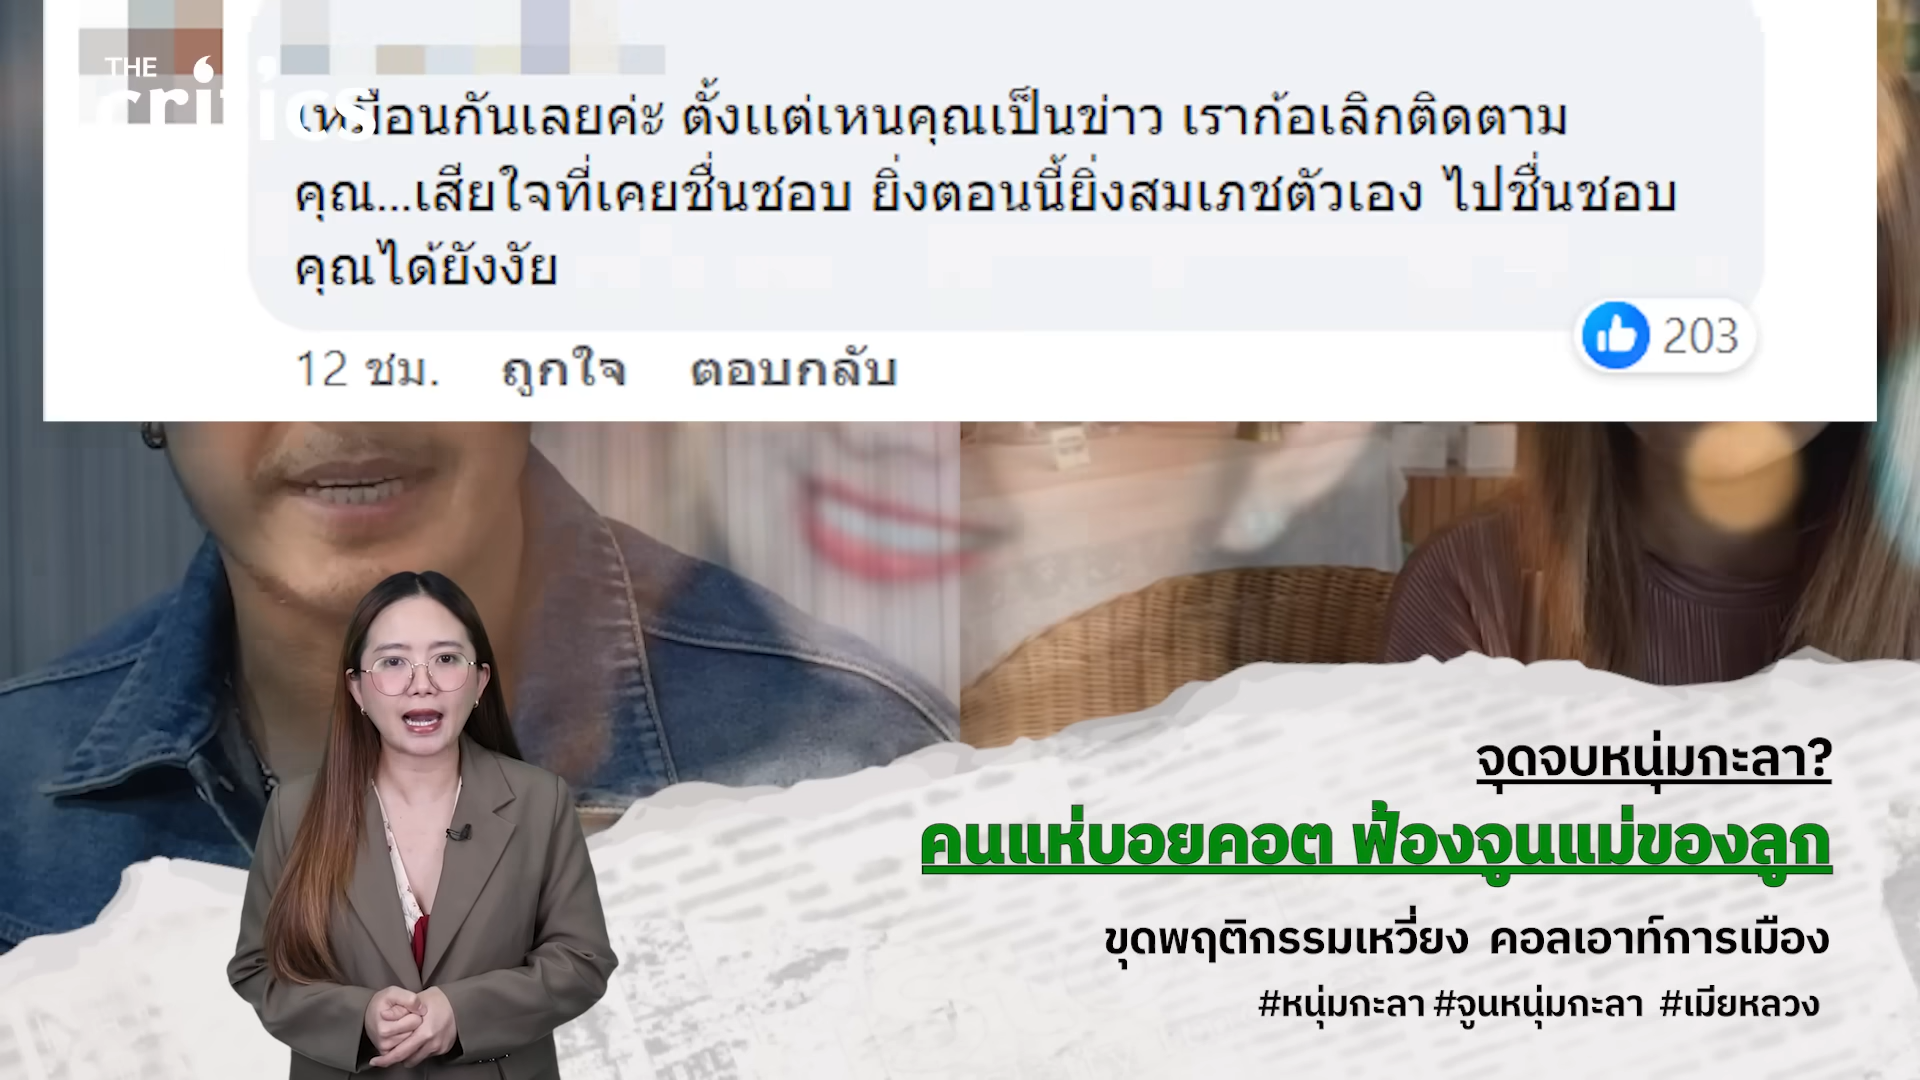 THE
critics
เหมือนกันเลยค่ะ ตั้งแต่เหนคุณเป็นข่าว เราก้อเลิกติดตาม
คุณ...เสียใจที่เคยชื่นชอบ ยิ่งตอนนี้ยิ่งสมเภชตัวเอง ไปชื่นชอบ
คุณได้ยังงัย
203
12 ชม. ถูกใจ ตอบกลับ
จุดจบหนุ่มกะลา?
คนแห่บอยคอต ฟ้องจูนแม่ของลูก
ขุดพฤติกรรมเหวี่ยง คอลเอาท์การเมือง
#หนุ่มกะลา #จูนหนุ่มกะลา #เมียหลวง